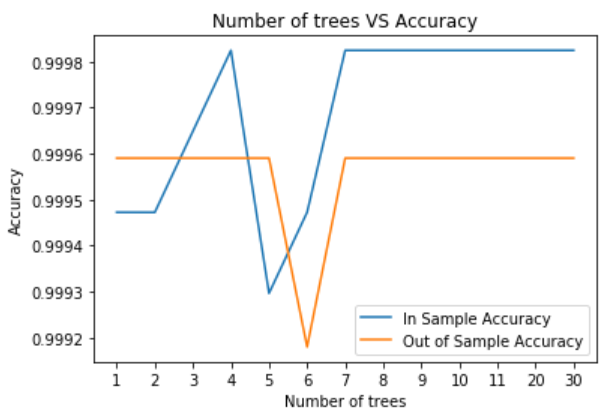 Number of trees VS Accuracy
Accuracy
0.9998
0.9997
0.9996
0.9995
0.9994
0.9993
0.9992
In Sample Accuracy
Out of Sample Accuracy
1 2 3 4 5 6 7 8 9 10 11 20 30
Number of trees